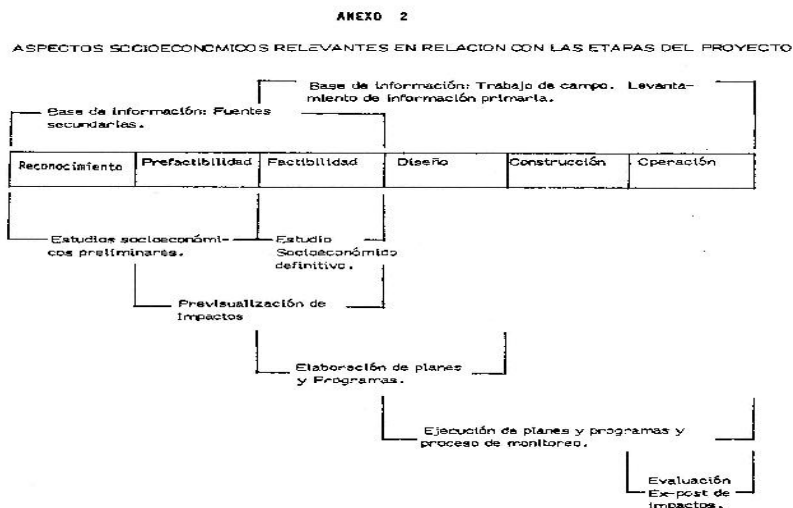 ANEXO 2
ASPECTOS SOCIOECONOMICOS RELEVANTES EN RELACION CON LAS ETAPAS DEL PROYECTO
Base de información: Trabajo de campo. Levanta-
miento de información primaria.
Base de información: Fuentes
secundarias.
Reconocimiento Prefactibilidad Factibilidad Diseño Construcción Operación
Estudios socioeconómi-
cos preliminares.
Estudio
Socioeconómico
definitivo.
Previsualización de
Impactos
Elaboración de planes
y Programas.
Ejecución de planes y programas y
proceso de monitoreo.
Evaluación
Ex-post de
impactos.